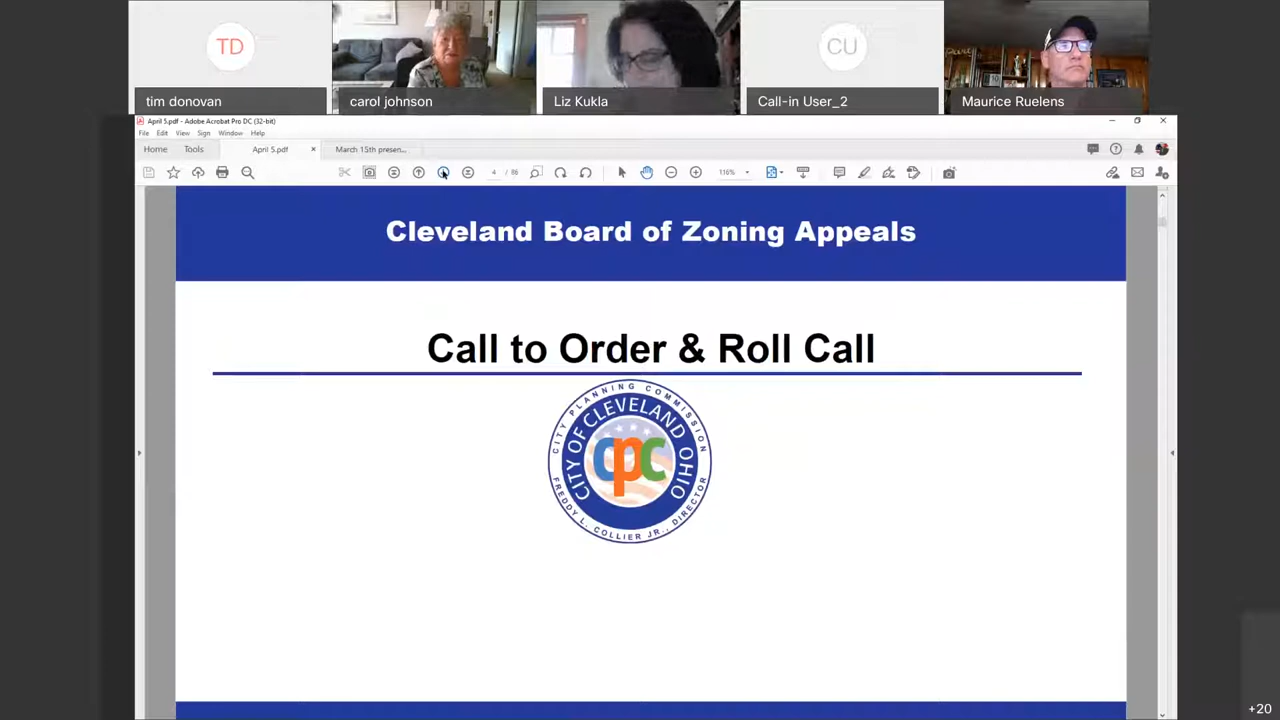 TD
CU
tim donovan
carol johnson
Liz Kukla
Call-in User_2
Maurice Ruelens
April 5.pdf - Adobe Acrobat Pro DC (32-bit)
File Edit View Sign Window Help
Home Tools April 5.pdf × March 15th presen...
4 / 86 116%
Cleveland Board of Zoning Appeals
Call to Order & Roll Call
CITY PLANNING COMMISSION
CITY OF CLEVELAND OHIO
cpc
FREDDY L. COLLIER JR., DIRECTOR
+20